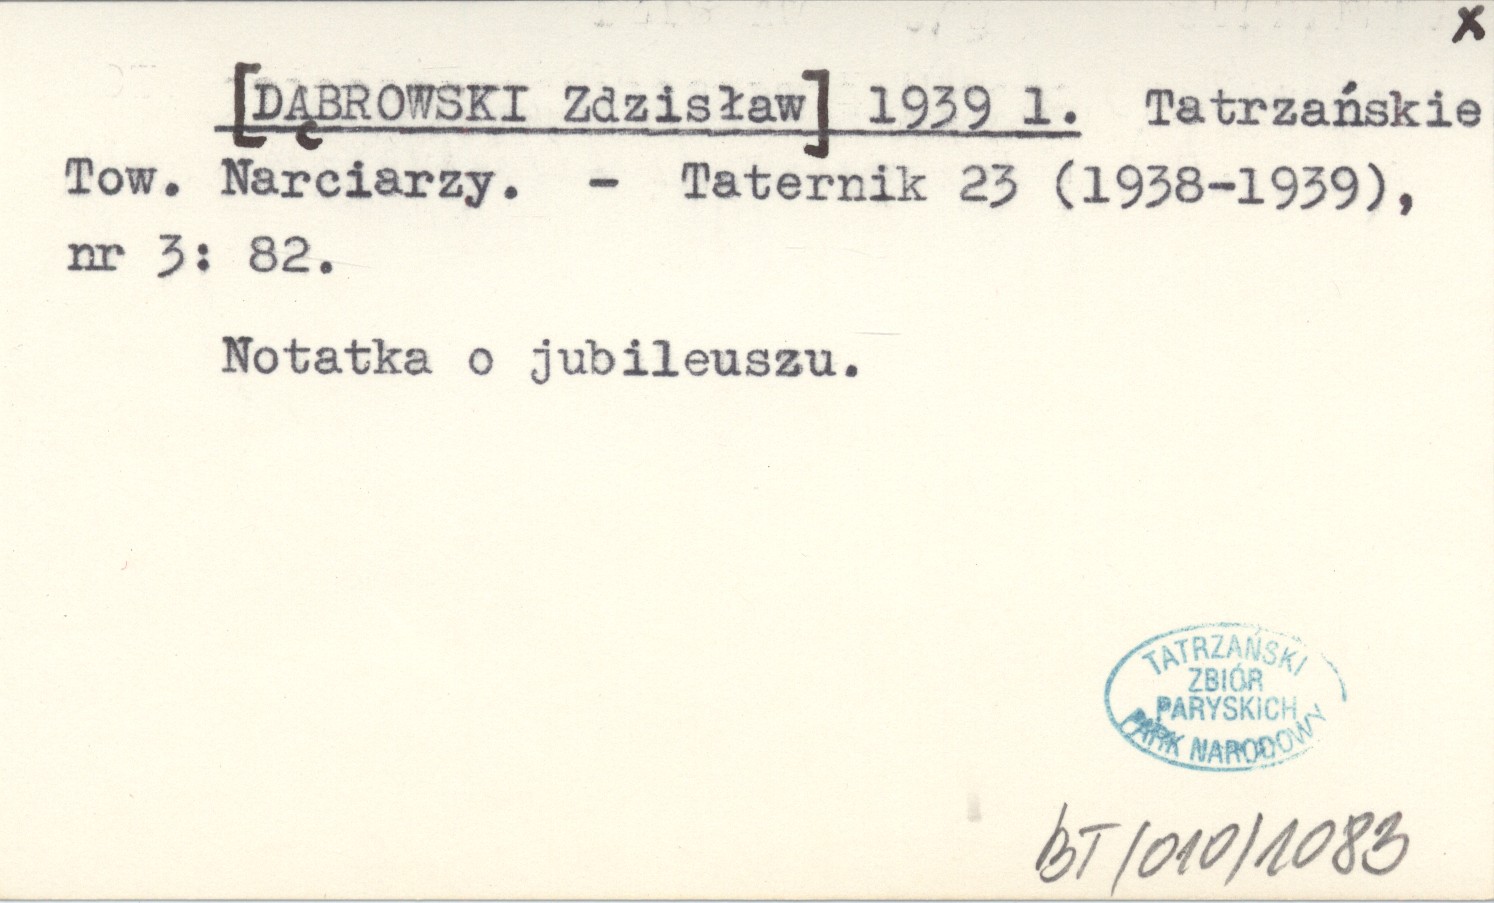 x
[DĄBROWSKI Zdzisław] 1939 l. Tatrzańskie
Tow. Narciarzy. - Taternik 23 (1938-1939),
nr 3: 82.
Notatka o jubileuszu.
TATRZAŃSKI
ZBIÓR
PARYSKICH
PARK NARODOWY
BT/010/1083